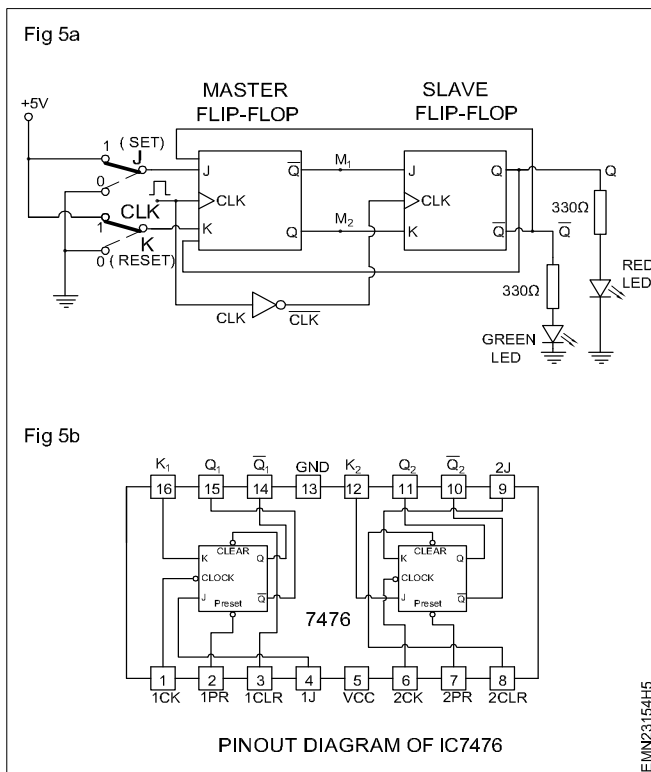 Fig 5a
MASTER
FLIP-FLOP
SLAVE
FLIP-FLOP
+5V
1 ( SET)
J
0
CLK
1
K
0 ( RESET)
J
Q̅
CLK
K
Q
M₁
M₂
J
Q
CLK
K
Q̅
Q
Q̅
330Ω
RED
LED
330Ω
GREEN
LED
CLK
C̅L̅K̅
Fig 5b
K₁
Q₁
Q̅₁
GND
K₂
Q₂
Q̅₂
2J
16
15
14
13
12
11
10
9
CLEAR
K
Q
CLOCK
J
Q̅
Preset
7476
CLEAR
K
Q
CLOCK
J
Q̅
Preset
1
2
3
4
5
6
7
8
1CK
1PR
1CLR
1J
VCC
2CK
2PR
2CLR
PINOUT DIAGRAM OF IC7476
EMN23154H5